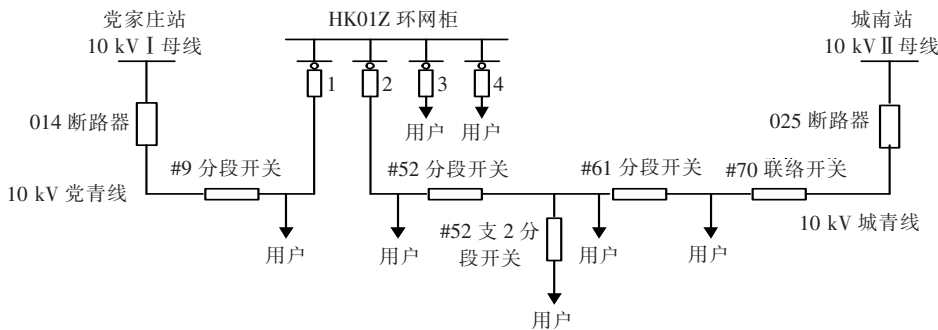 党家庄站
10 kV I 母线
HK01Z 环网柜
城南站
10 kV II 母线
1
2
3
4
014 断路器
用户
用户
025 断路器
#9 分段开关
#52 分段开关
#61 分段开关
#70 联络开关
10 kV 党青线
10 kV 城青线
用户
用户
#52 支 2 分
段开关
用户
用户
用户